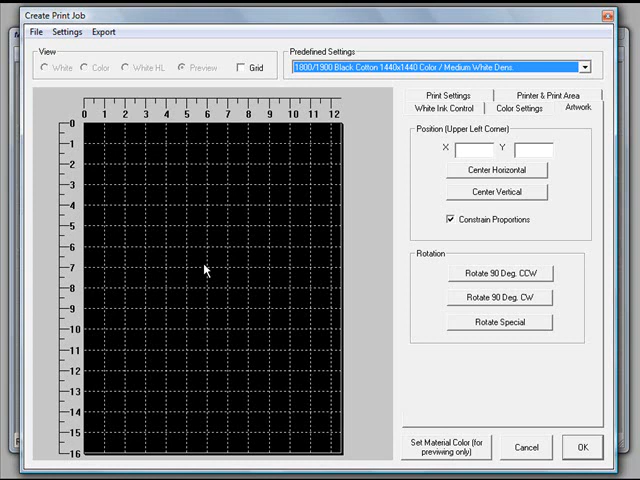 Create Print Job
File Settings Export
View
White Color White HL Preview Grid
Predefined Settings
1800/1900 Black Cotton 1440x1440 Color / Medium White Dens.
Print Settings Printer & Print Area
White Ink Control Color Settings Artwork
0 1 2 3 4 5 6 7 8 9 10 11 12
0
1
2
3
4
5
6
7
8
9
10
11
12
13
14
15
16
Position (Upper Left Corner)
X Y
Center Horizontal
Center Vertical
Constrain Proportions
Rotation
Rotate 90 Deg. CCW
Rotate 90 Deg. CW
Rotate Special
Set Material Color (for
previewing only)
Cancel
OK